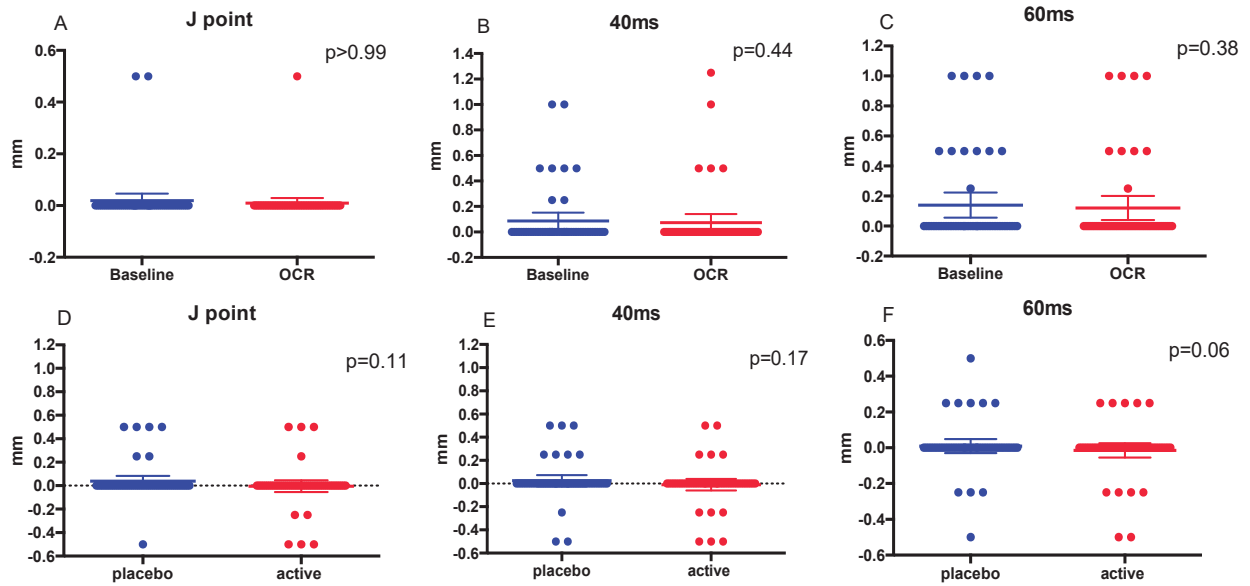 A
J point
p>0.99
mm
0.6
0.4
0.2
0.0
-0.2
Baseline
OCR
B
40ms
p=0.44
mm
1.4
1.2
1.0
0.8
0.6
0.4
0.2
0.0
-0.2
Baseline
OCR
C
60ms
p=0.38
mm
1.2
1.0
0.8
0.6
0.4
0.2
0.0
-0.2
Baseline
OCR
D
J point
p=0.11
mm
1.2
1.0
0.8
0.6
0.4
0.2
0.0
-0.2
-0.4
-0.6
placebo
active
E
40ms
p=0.17
mm
1.2
1.0
0.8
0.6
0.4
0.2
0.0
-0.2
-0.4
-0.6
placebo
active
F
60ms
p=0.06
mm
0.6
0.4
0.2
0.0
-0.2
-0.4
-0.6
placebo
active